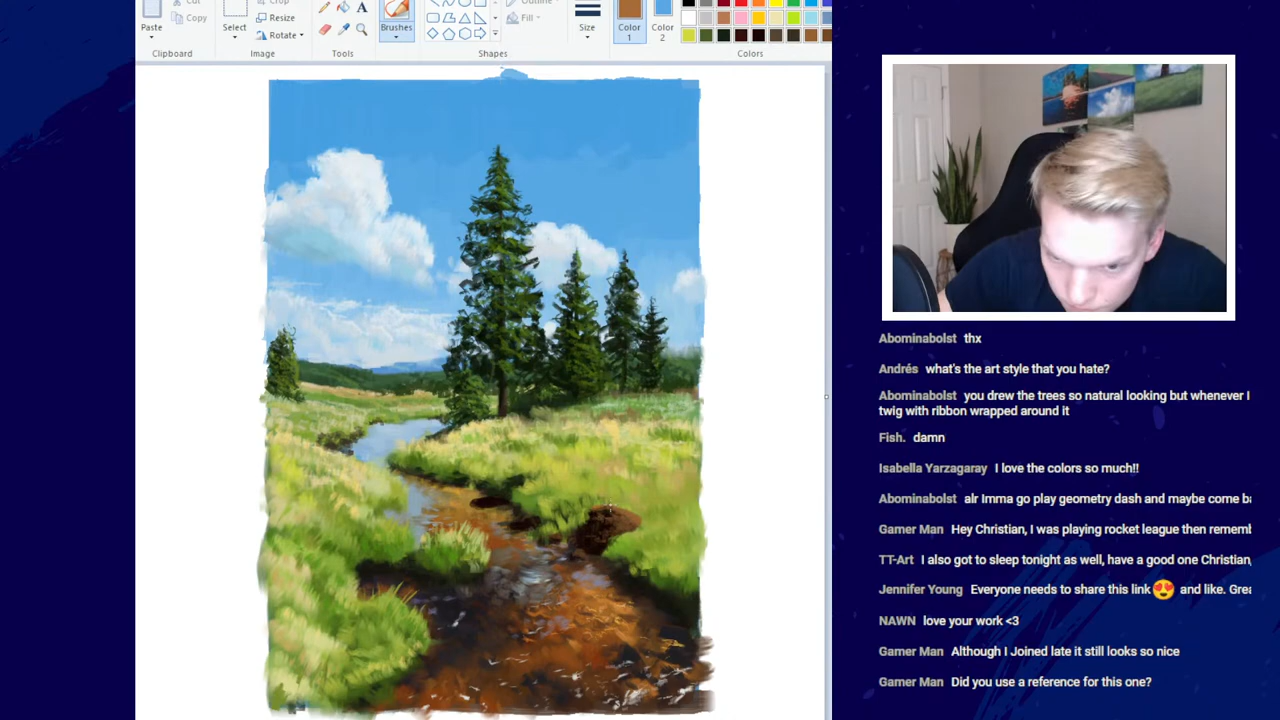 Cut
Copy
Paste
Clipboard
Crop
Resize
Rotate
Select
Image
A
Tools
Brushes
Outline
Fill
Shapes
Size
Color
1
Color
2
Colors
Abominabolst thx
Andrés what's the art style that you hate?
Abominabolst you drew the trees so natural looking but whenever I
twig with ribbon wrapped around it
Fish. damn
Isabella Yarzagaray I love the colors so much!!
Abominabolst alr Imma go play geometry dash and maybe come ba
Gamer Man Hey Christian, I was playing rocket league then rememb
TT-Art I also got to sleep tonight as well, have a good one Christian,
Jennifer Young Everyone needs to share this link 😍 and like. Grea
NAWN love your work <3
Gamer Man Although I Joined late it still looks so nice
Gamer Man Did you use a reference for this one?